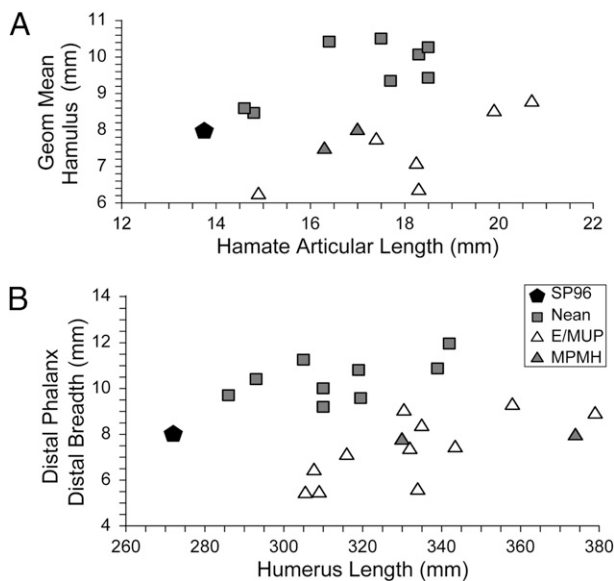 A
Geom Mean
Hamulus (mm)
11
10
9
8
7
6
12 14 16 18 20 22
Hamate Articular Length (mm)
B
Distal Phalanx
Distal Breadth (mm)
14
12
10
8
6
4
SP96
Nean
E/MUP
MPMH
260 280 300 320 340 360 380
Humerus Length (mm)